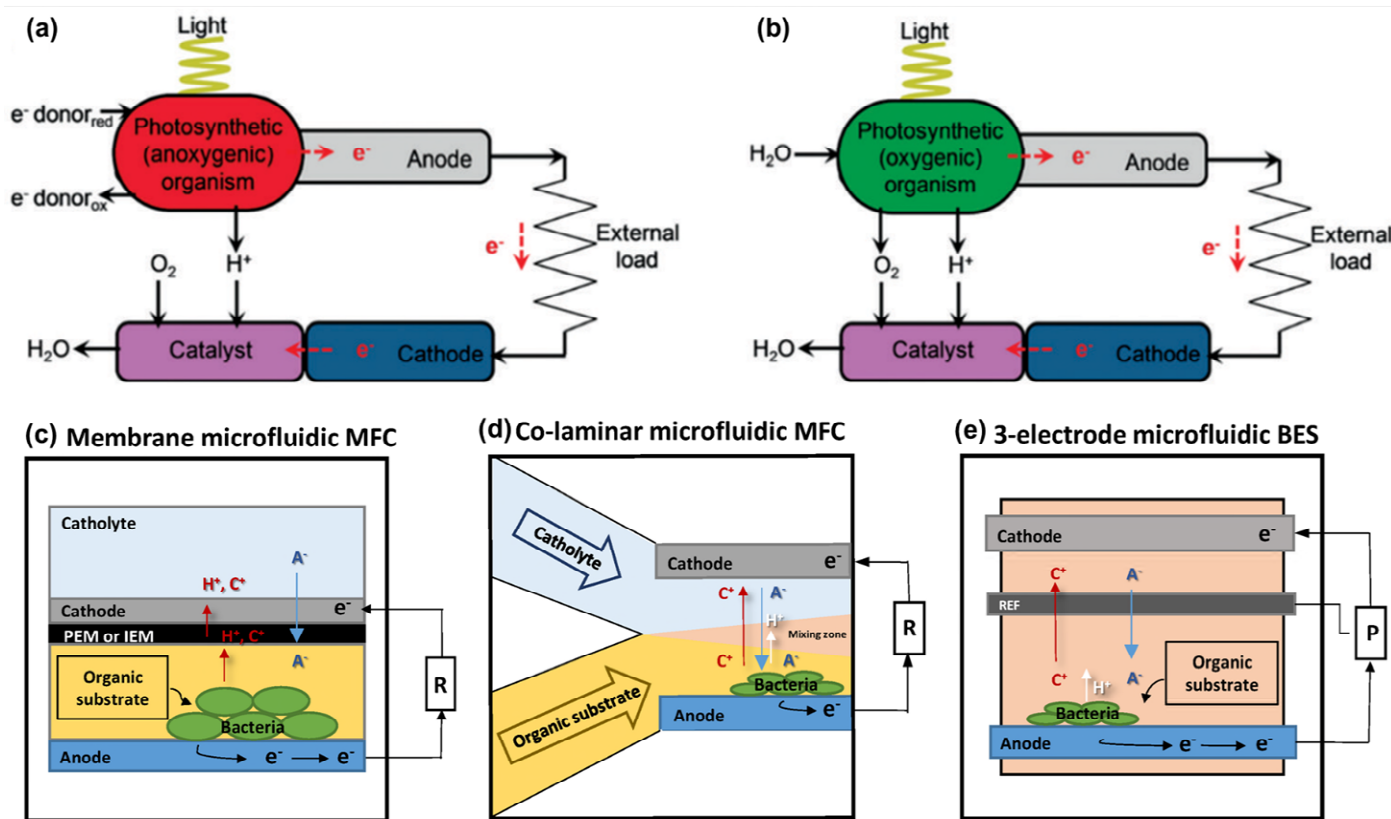 (a)
Light
e- donorred
Photosynthetic
(anoxygenic)
organism
e-
Anode
e- donorox
External
load
e-
O2
H+
H2O
Catalyst
e-
Cathode
(b)
Light
H2O
Photosynthetic
(oxygenic)
organism
e-
Anode
External
load
e-
O2
H+
H2O
Catalyst
e-
Cathode
(c) Membrane microfluidic MFC
Catholyte
A-
H+, C+
Cathode
e-
PEM or IEM
H+, C+
A-
Organic
substrate
Bacteria
R
Anode
e-
e-
(d) Co-laminar microfluidic MFC
Catholyte
Cathode
e-
C+
A-
H+
Mixing zone
C+
A-
Bacteria
R
Organic substrate
Anode
e-
(e) 3-electrode microfluidic BES
Cathode
e-
C+
A-
REF
P
Organic
substrate
C+
A-
H+
Bacteria
Anode
e-
e-